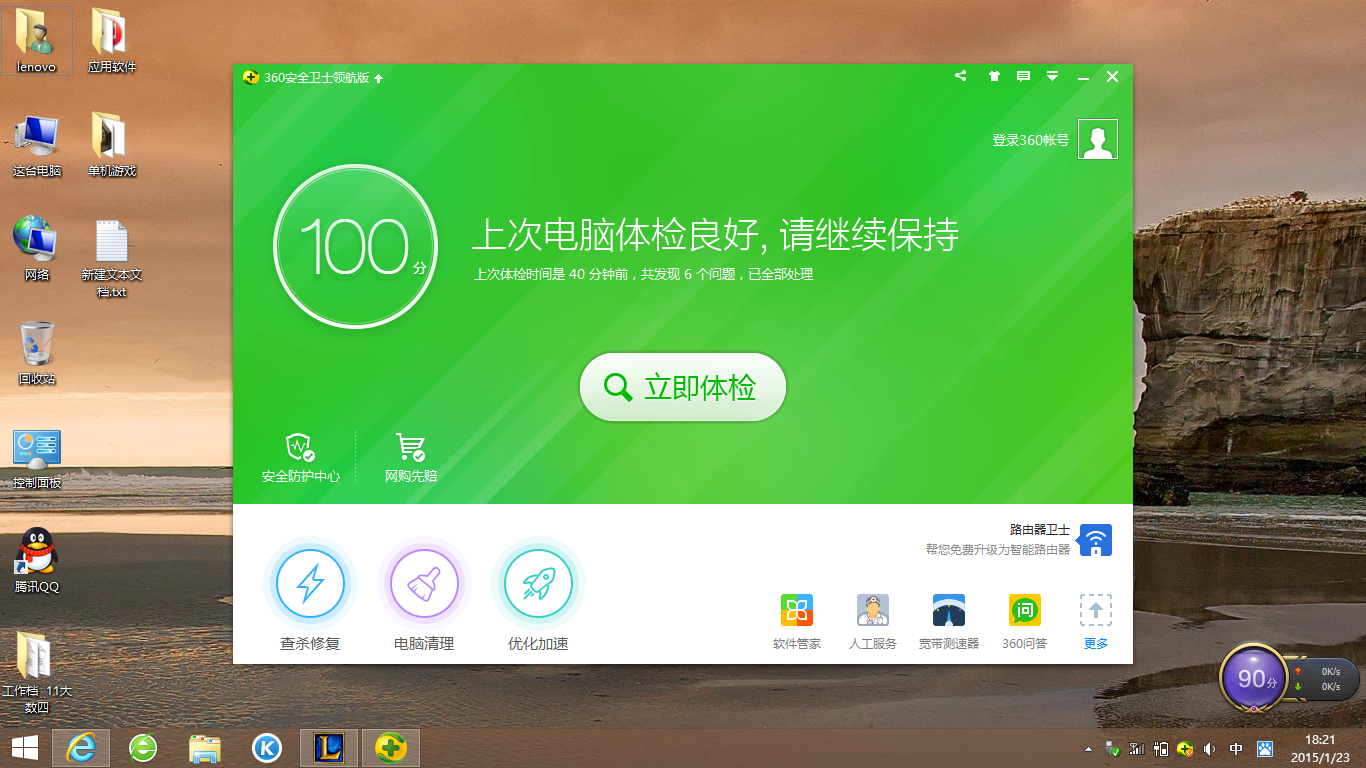 lenovo
应用软件
这台电脑
单机游戏
网络
新建文本文
档.txt
回收站
控制面板
腾讯QQ
工作档 11大
数四
360安全卫士领航版
登录360帐号
100分
上次电脑体检良好, 请继续保持
上次体检时间是 40 分钟前，共发现 6 个问题，已全部处理
立即体检
安全防护中心
网购先赔
路由器卫士
帮您免费升级为智能路由器
查杀修复
电脑清理
优化加速
软件管家
人工服务
宽带测速器
问
360问答
更多
90分
0K/s
0K/s
K
L
中
18:21
2015/1/23